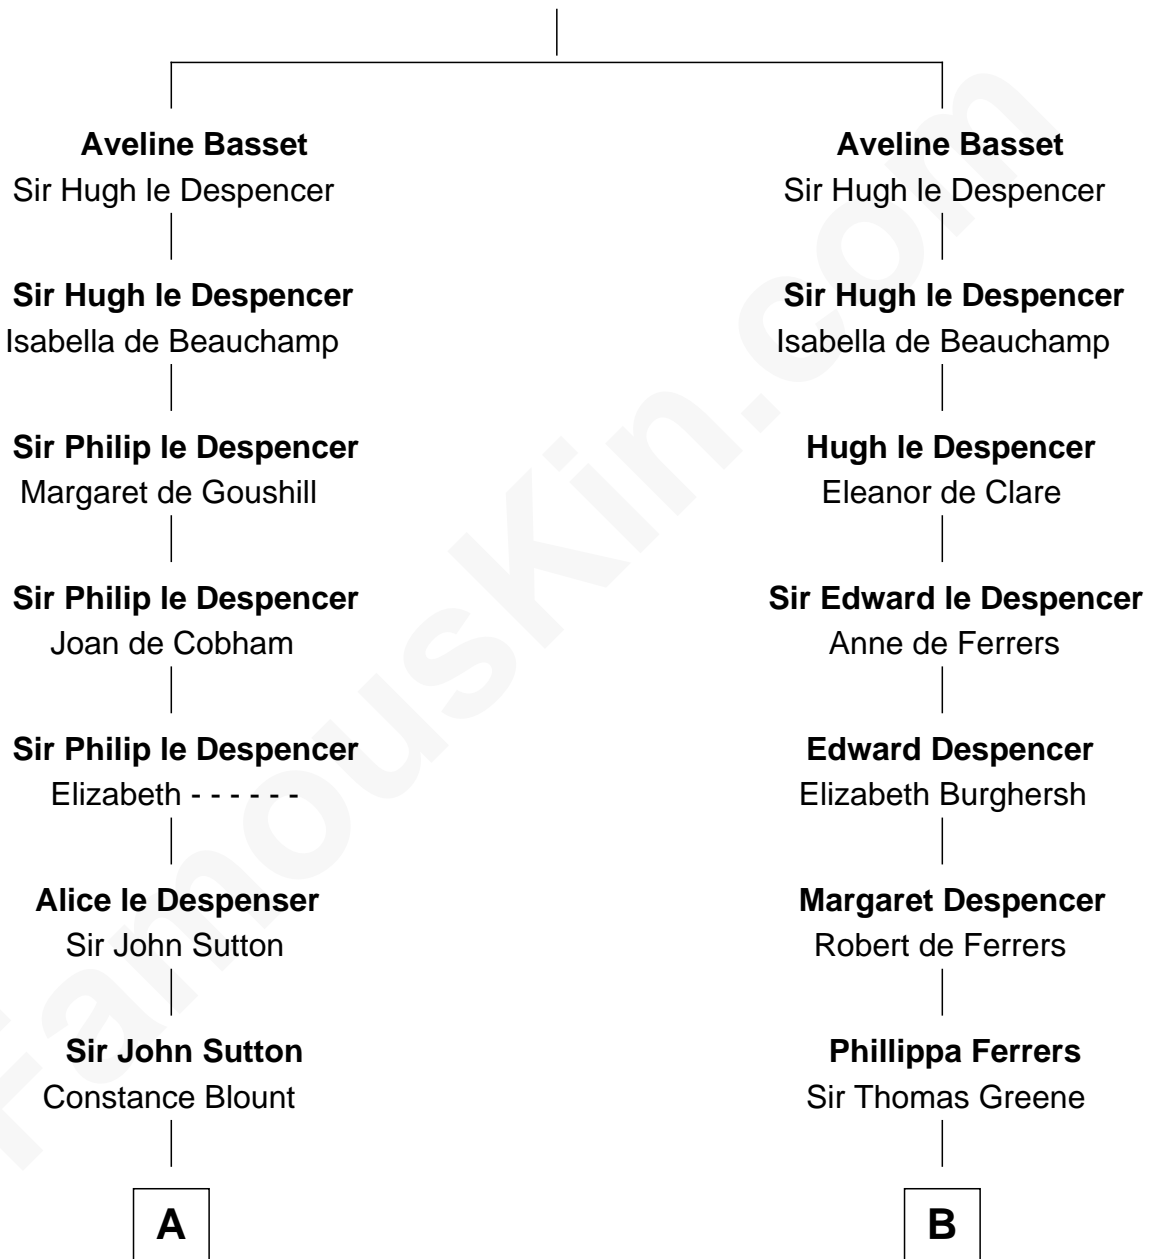 Aveline Basset
Sir Hugh le Despencer
Sir Hugh le Despencer
Isabella de Beauchamp
Sir Philip le Despencer
Margaret de Goushill
Sir Philip le Despencer
Joan de Cobham
Sir Philip le Despencer
Elizabeth - - - - - -
Alice le Despenser
Sir John Sutton
Sir John Sutton
Constance Blount
A
Aveline Basset
Sir Hugh le Despencer
Sir Hugh le Despencer
Isabella de Beauchamp
Hugh le Despencer
Eleanor de Clare
Sir Edward le Despencer
Anne de Ferrers
Edward Despencer
Elizabeth Burghersh
Margaret Despencer
Robert de Ferrers
Phillippa Ferrers
Sir Thomas Greene
B
FamousKin.com